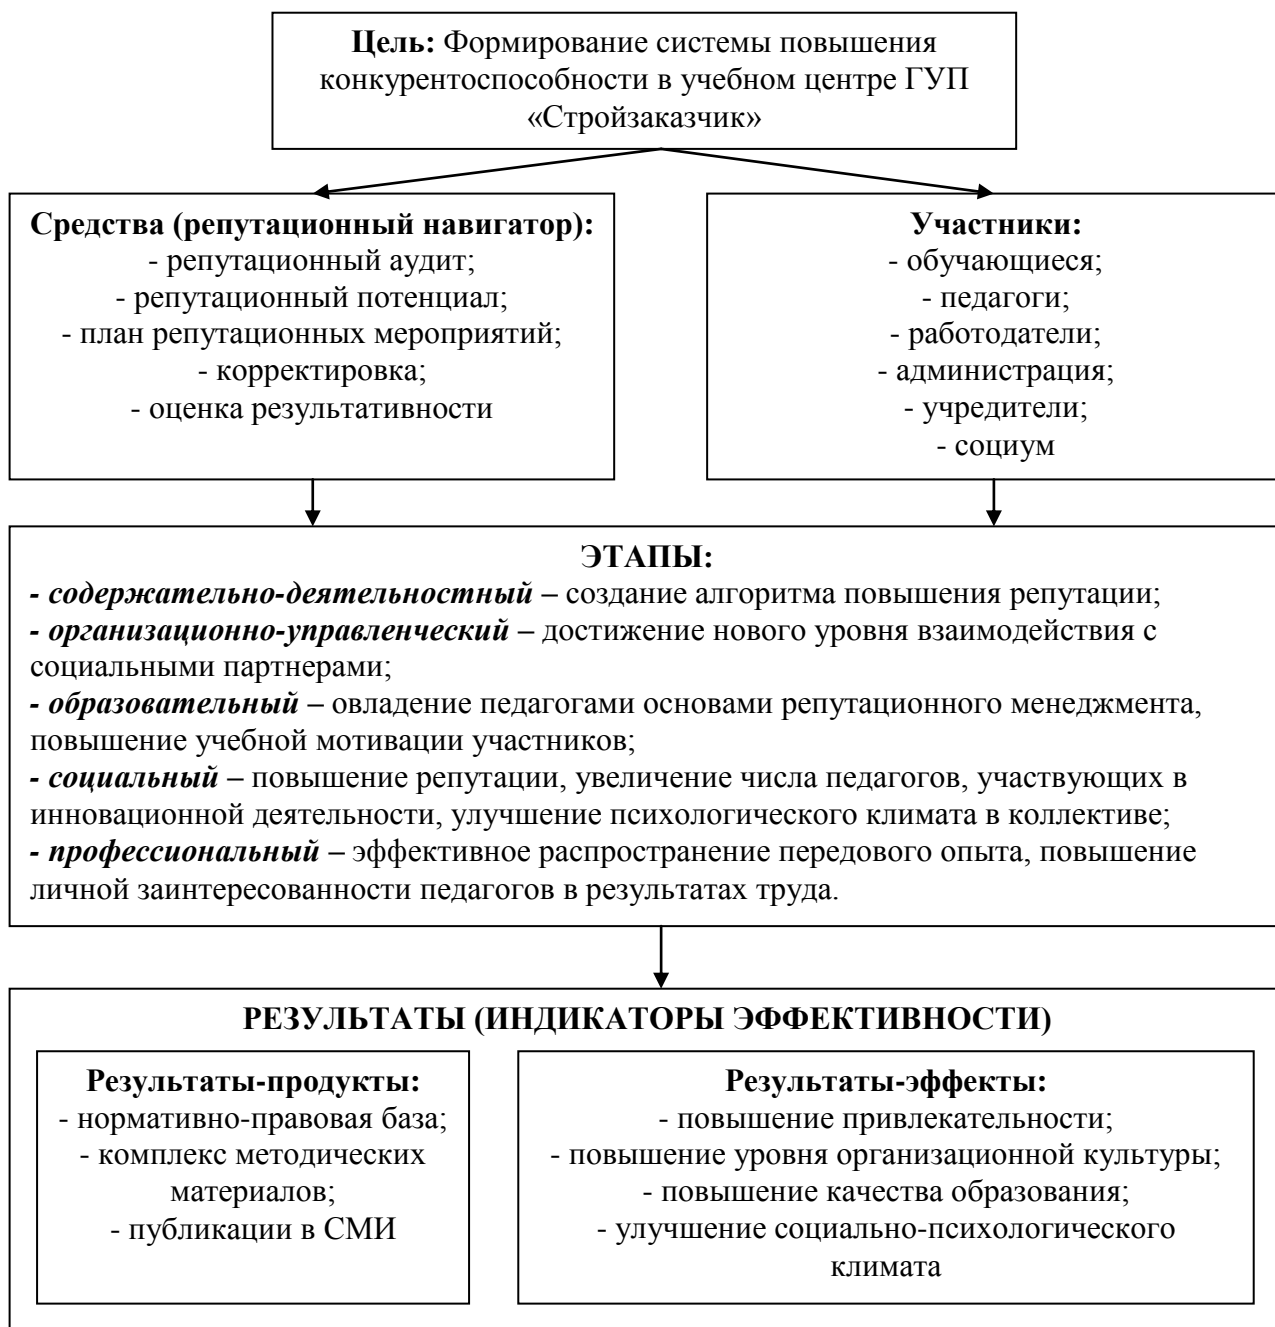 Цель: Формирование системы повышения
конкурентоспособности в учебном центре ГУП
«Стройзаказчик»
Средства (репутационный навигатор):
- репутационный аудит;
- репутационный потенциал;
- план репутационных мероприятий;
- корректировка;
- оценка результативности
Участники:
- обучающиеся;
- педагоги;
- работодатели;
- администрация;
- учредители;
- социум
ЭТАПЫ:
- содержательно-деятельностный – создание алгоритма повышения репутации;
- организационно-управленческий – достижение нового уровня взаимодействия с
социальными партнерами;
- образовательный – овладение педагогами основами репутационного менеджмента,
повышение учебной мотивации участников;
- социальный – повышение репутации, увеличение числа педагогов, участвующих в
инновационной деятельности, улучшение психологического климата в коллективе;
- профессиональный – эффективное распространение передового опыта, повышение
личной заинтересованности педагогов в результатах труда.
РЕЗУЛЬТАТЫ (ИНДИКАТОРЫ ЭФФЕКТИВНОСТИ)
Результаты-продукты:
- нормативно-правовая база;
- комплекс методических
материалов;
- публикации в СМИ
Результаты-эффекты:
- повышение привлекательности;
- повышение уровня организационной культуры;
- повышение качества образования;
- улучшение социально-психологического
климата